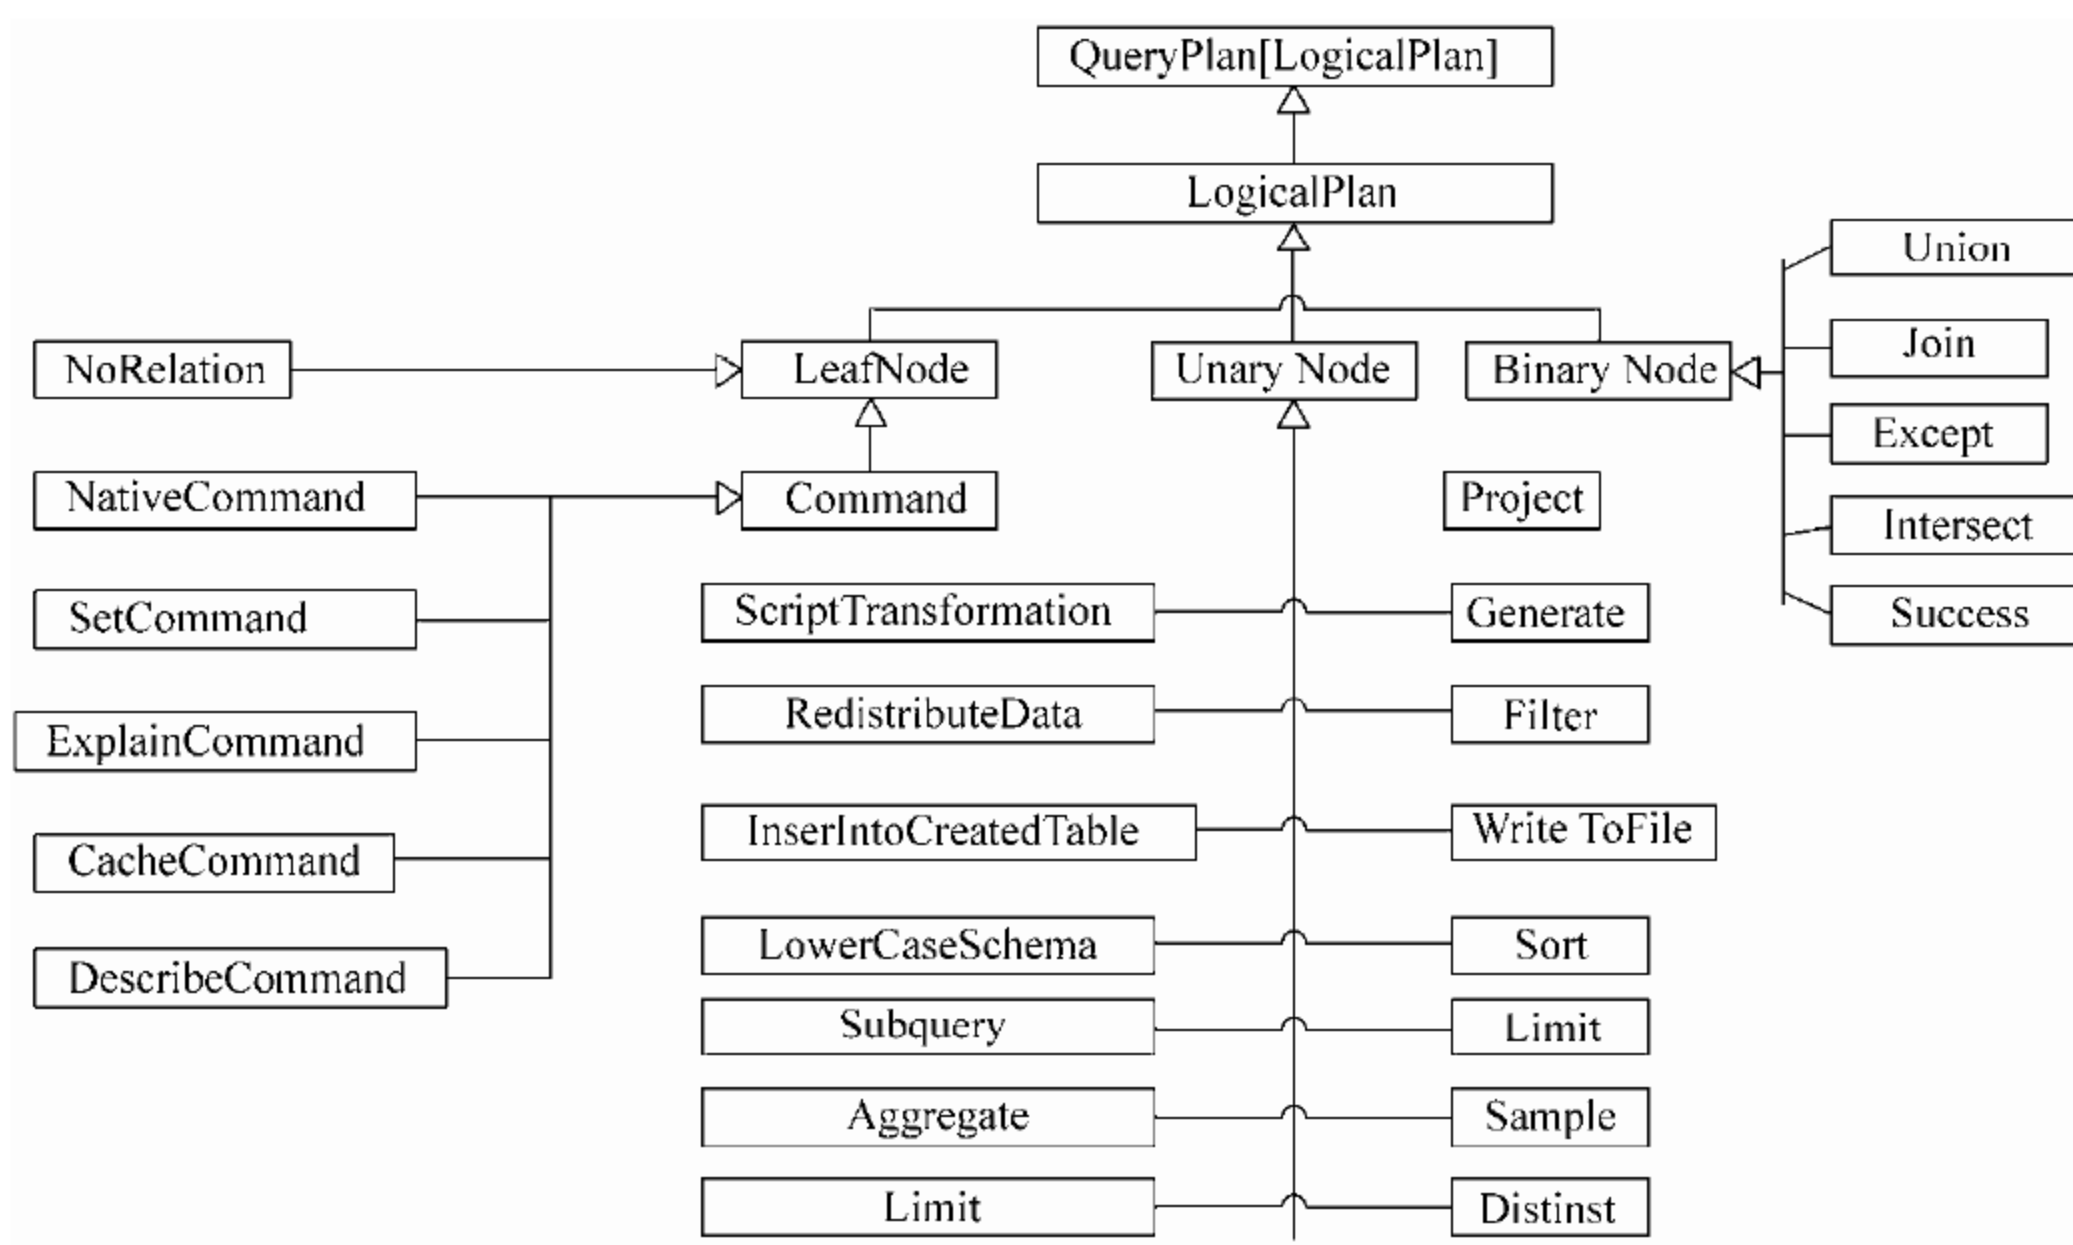 QueryPlan[LogicalPlan]
LogicalPlan
Union
NoRelation
LeafNode
Unary Node
Binary Node
Join
Except
NativeCommand
Command
Project
Intersect
SetCommand
ScriptTransformation
Generate
Success
ExplainCommand
RedistributeData
Filter
InserIntoCreatedTable
Write ToFile
CacheCommand
LowerCaseSchema
Sort
DescribeCommand
Subquery
Limit
Aggregate
Sample
Limit
Distinst